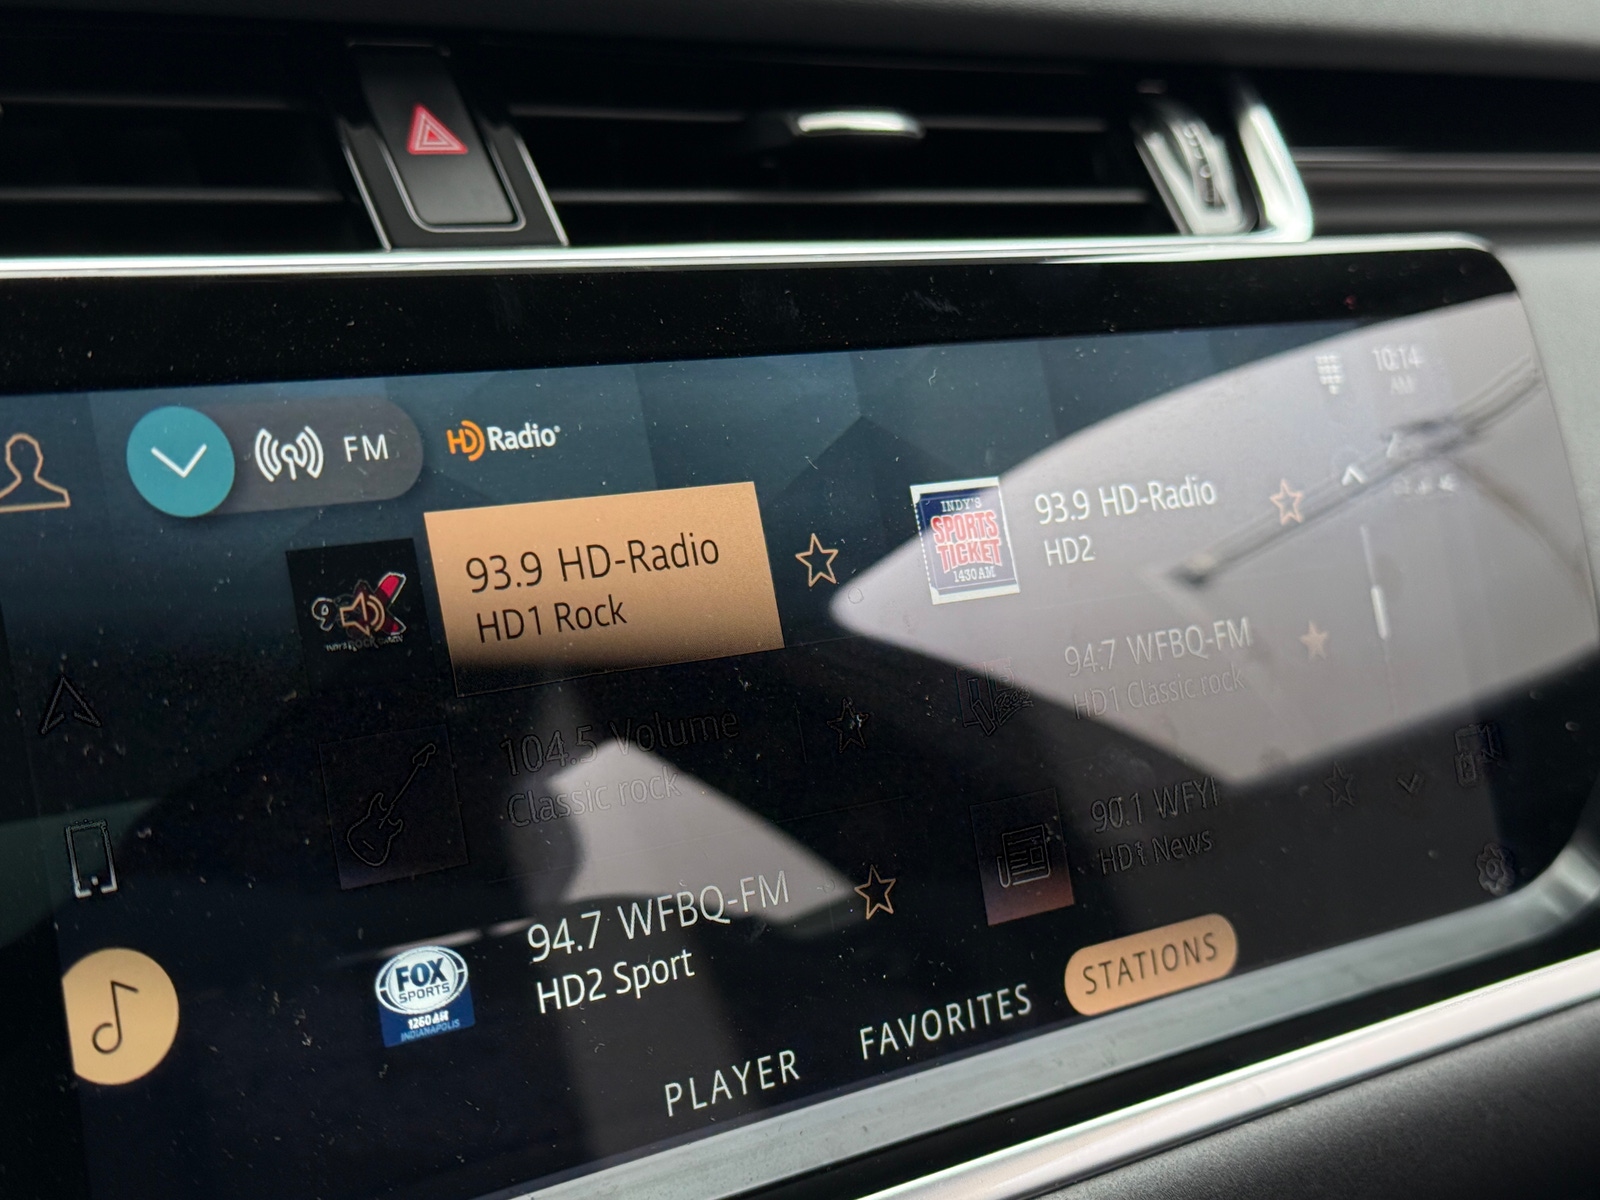 10:14
AM
FM
HD Radio
93.9 HD-Radio
HD1 Rock
INDY'S
SPORTS
TICKET
1430 AM
93.9 HD-Radio
HD2
104.5 Volume
Classic rock
94.7 WFBQ-FM
HD1 Classic rock
FOX
SPORTS
1260 AM
INDIANAPOLIS
94.7 WFBQ-FM
HD2 Sport
90.1 WFYI
HD1 News
PLAYER
FAVORITES
STATIONS